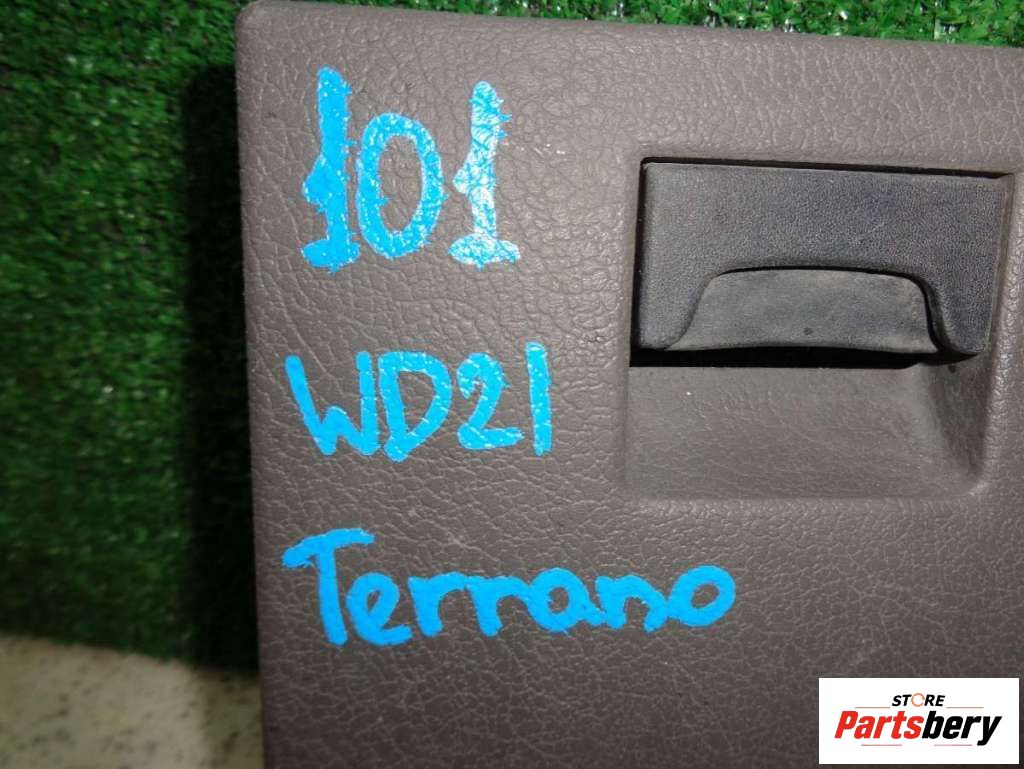 101
WD21
Terrano
STORE
Partsbery